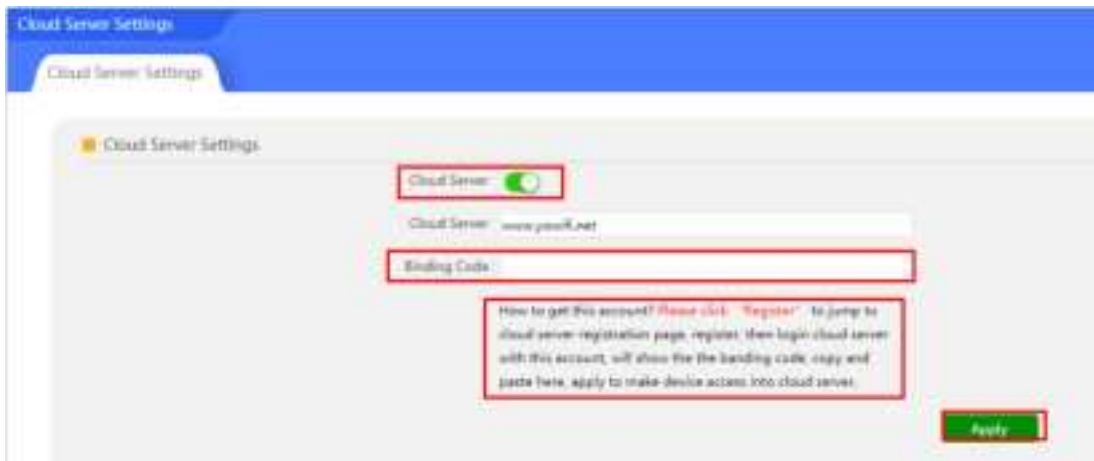 Cloud Server Settings
Cloud Server Settings
Cloud Server Settings
Cloud Server
Cloud Server
Binding Code
How to get this account? Please click "Register" to jump to
cloud server registration page, register, then login cloud server
with this account, will show the the banding code, copy and
paste here, apply to make device access into cloud server.
Apply